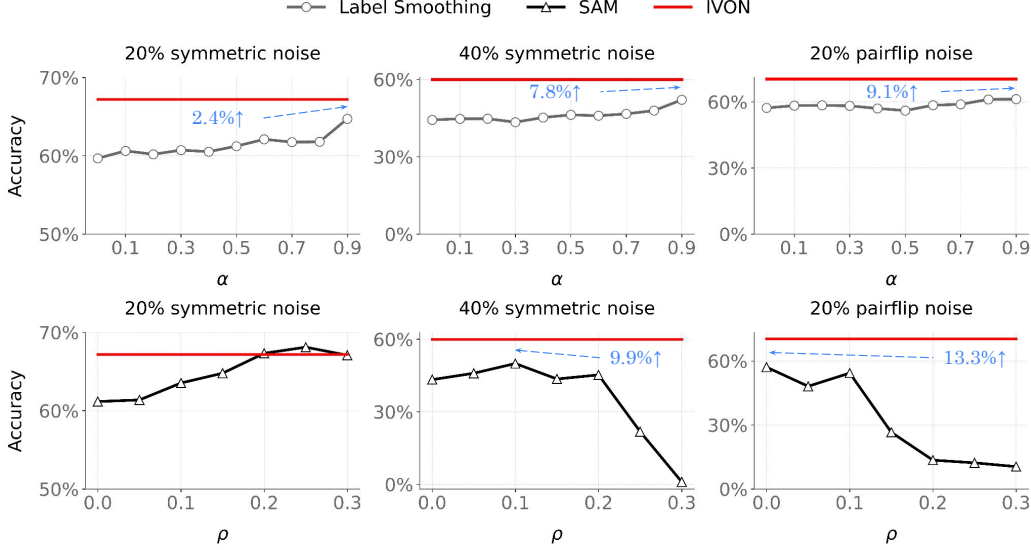 Label Smoothing SAM IVON
20% symmetric noise 40% symmetric noise 20% pairflip noise
70%
60%
50%
Accuracy
2.4%↑
0.1 0.3 0.5 0.7 0.9
α
60%
30%
0%
7.8%↑
0.1 0.3 0.5 0.7 0.9
α
60%
30%
0%
9.1%↑
0.1 0.3 0.5 0.7 0.9
α
20% symmetric noise 40% symmetric noise 20% pairflip noise
70%
60%
50%
Accuracy
0.0 0.1 0.2 0.3
ρ
60%
30%
0%
9.9%↑
0.0 0.1 0.2 0.3
ρ
60%
30%
0%
13.3%↑
0.0 0.1 0.2 0.3
ρ